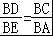 BD/BE = BC/BA